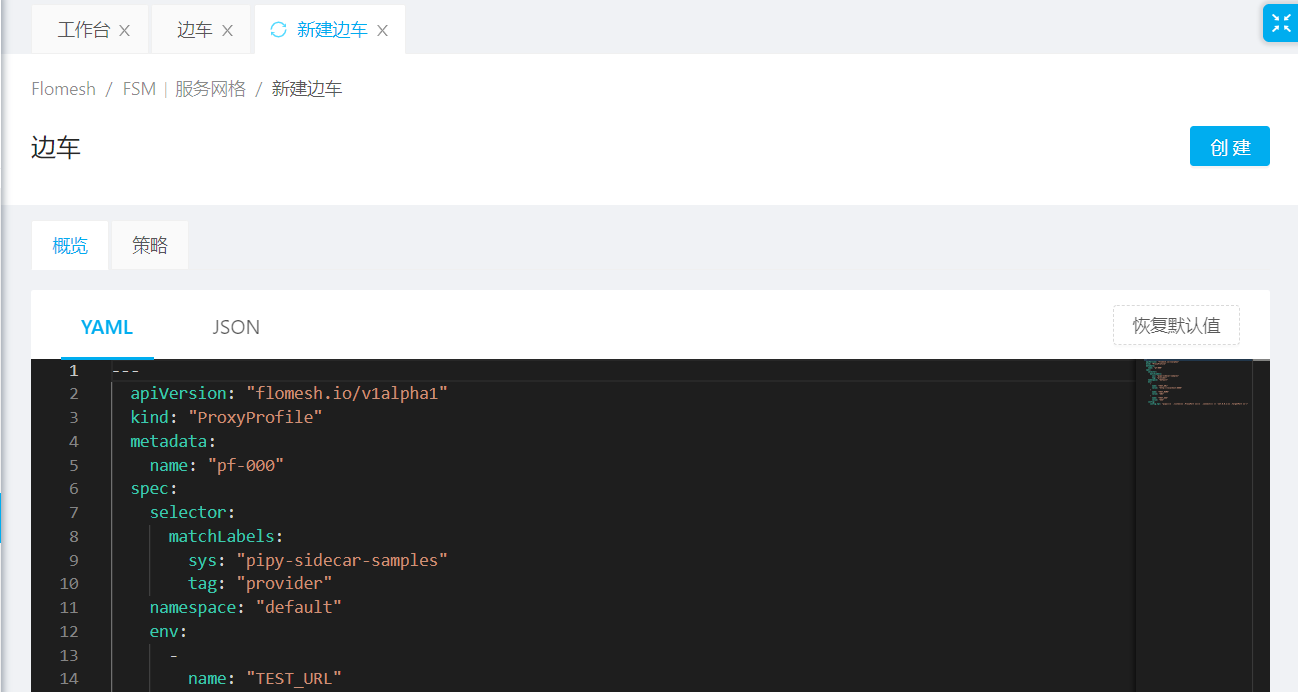 工作台 边车 新建边车
Flomesh / FSM | 服务网格 / 新建边车
边车
创建
概览 策略
YAML JSON 恢复默认值
1 ---
2 apiVersion: "flomesh.io/v1alpha1"
3 kind: "ProxyProfile"
4 metadata:
5 name: "pf-000"
6 spec:
7 selector:
8 matchLabels:
9 sys: "pipy-sidecar-samples"
10 tag: "provider"
11 namespace: "default"
12 env:
13 -
14 name: "TEST_URL"